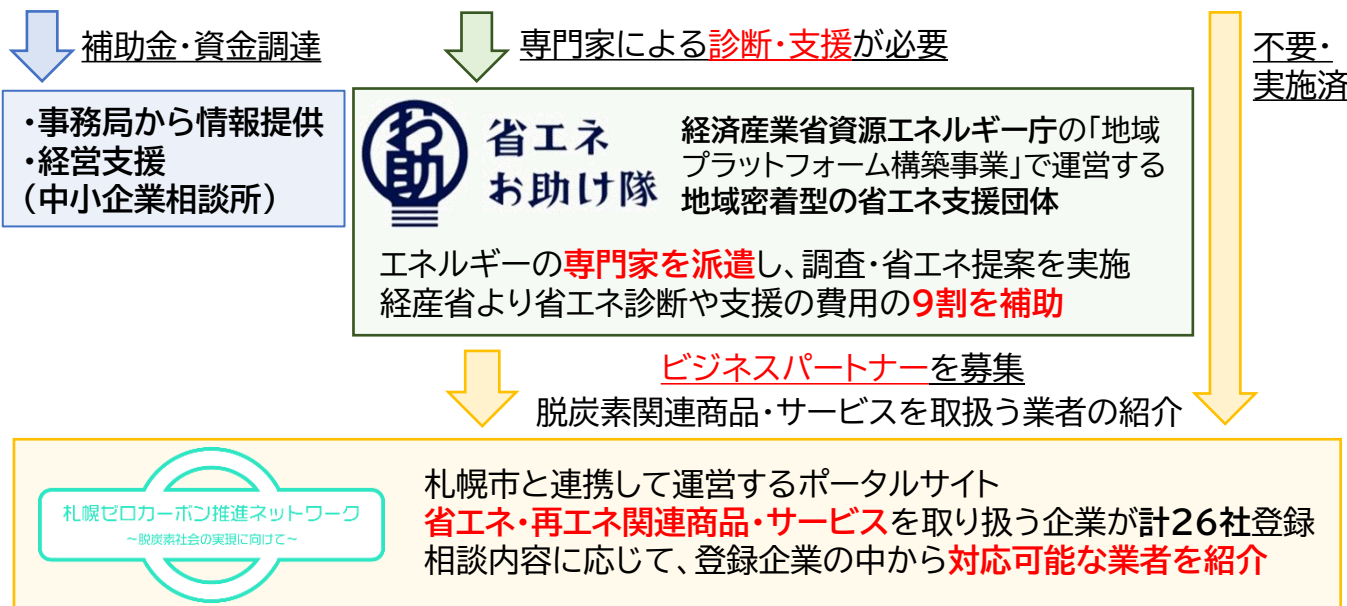 補助金・資金調達
専門家による診断・支援が必要
不要・
実施済
・事務局から情報提供
・経営支援
（中小企業相談所）
お助
省エネ
お助け隊
経済産業省資源エネルギー庁の「地域
プラットフォーム構築事業」で運営する
地域密着型の省エネ支援団体
エネルギーの専門家を派遣し、調査・省エネ提案を実施
経産省より省エネ診断や支援の費用の9割を補助
ビジネスパートナーを募集
脱炭素関連商品・サービスを取扱う業者の紹介
札幌ゼロカーボン推進ネットワーク
～脱炭素社会の実現に向けて～
札幌市と連携して運営するポータルサイト
省エネ・再エネ関連商品・サービスを取り扱う企業が計26社登録
相談内容に応じて、登録企業の中から対応可能な業者を紹介